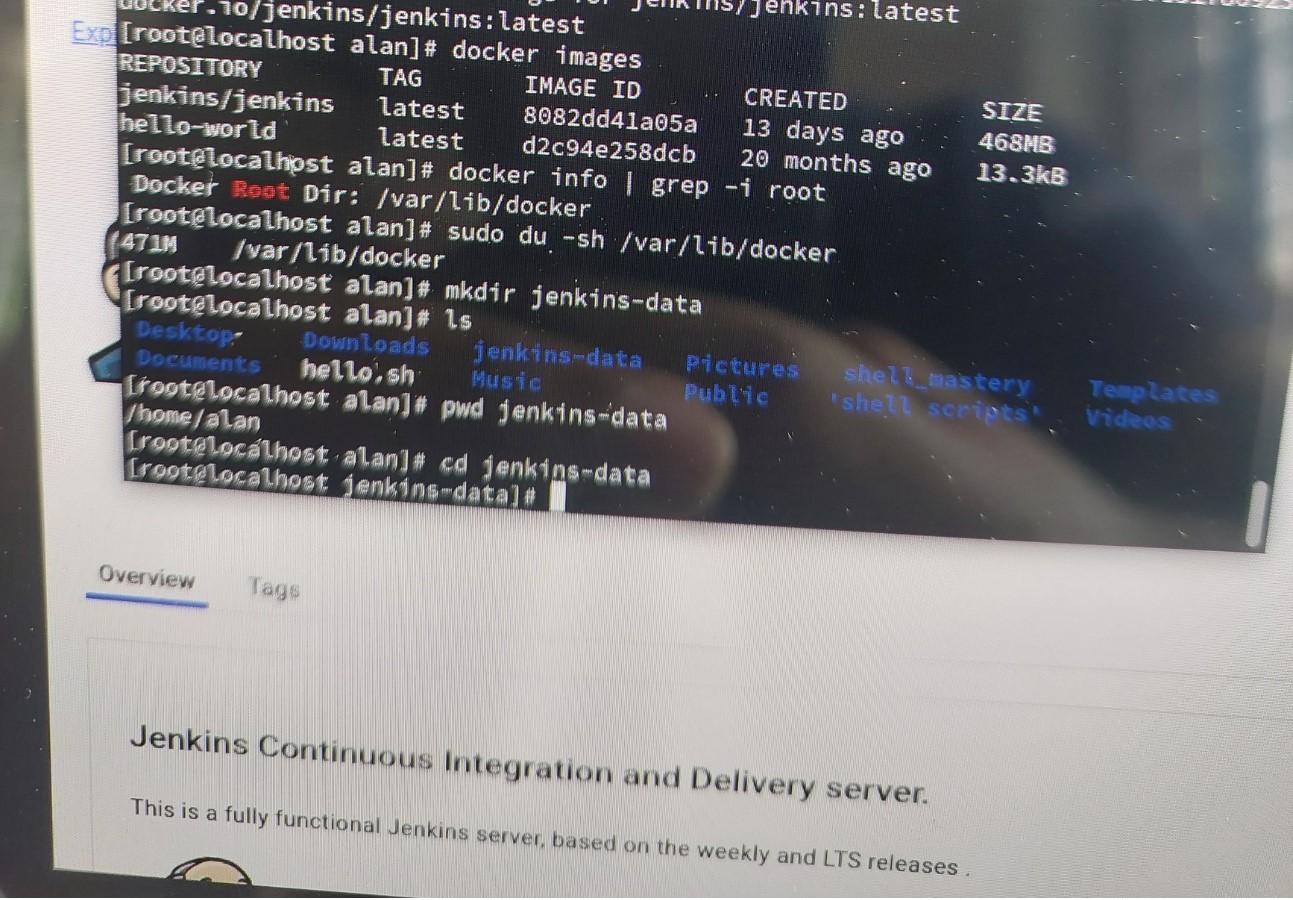 jenkins/jenkins:latest
docker.io/jenkins/jenkins:latest
Exp
[root@localhost alan]# docker images
REPOSITORY TAG IMAGE ID CREATED SIZE
jenkins/jenkins latest 8082dd41a05a 13 days ago 468MB
hello-world latest d2c94e258dcb 20 months ago 13.3kB
[root@localhost alan]# docker info | grep -i root
Docker Root Dir: /var/lib/docker
[root@localhost alan]# sudo du -sh /var/lib/docker
471M /var/lib/docker
[root@localhost alan]# mkdir jenkins-data
[root@localhost alan]# ls
Desktop Downloads jenkins-data Pictures shell_mastery Templates
Documents hello.sh Music Public 'shell scripts' Videos
[root@localhost alan]# pwd jenkins-data
/home/alan
[root@localhost alan]# cd jenkins-data
[root@localhost jenkins-data]#
Overview Tags
Jenkins Continuous Integration and Delivery server.
This is a fully functional Jenkins server, based on the weekly and LTS releases .